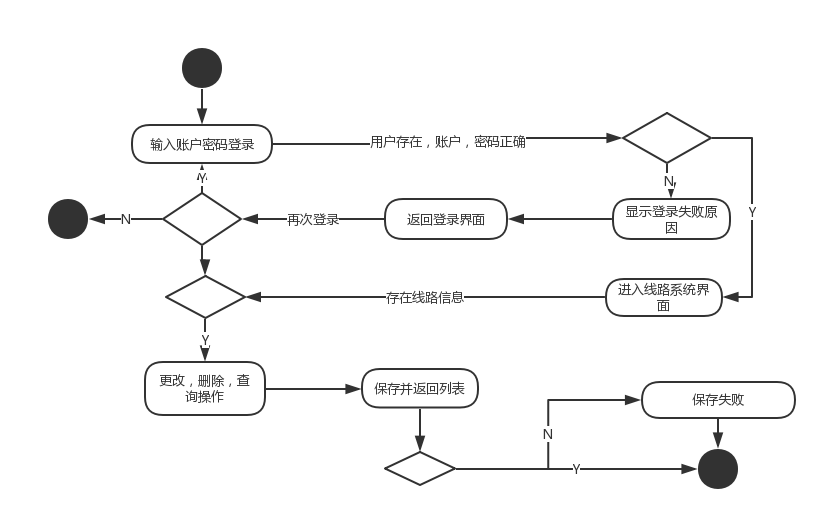 输入账户密码登录
用户存在，账户，密码正确
Y
N
N
再次登录
返回登录界面
显示登录失败原
因
Y
存在线路信息
进入线路系统界
面
Y
更改，删除，查
询操作
保存并返回列表
保存失败
N
Y